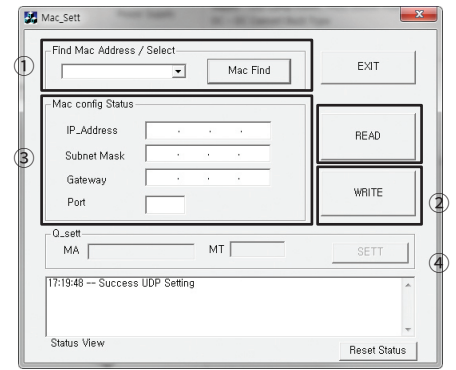 Mac_Sett
Find Mac Address / Select
① Mac Find EXIT
Mac config Status
③ IP_Address
READ
Subnet Mask
Gateway
WRITE
Port
②
Q_sett
MA MT SETT
④
17:19:48 -- Success UDP Setting
Status View
Reset Status